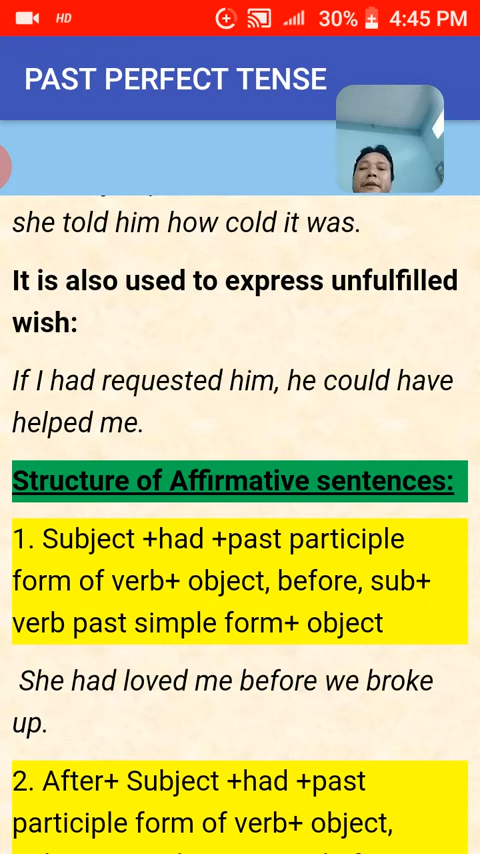 HD 30% 4:45 PM
PAST PERFECT TENSE
she told him how cold it was.
It is also used to express unfulfilled
wish:
If I had requested him, he could have
helped me.
Structure of Affirmative sentences:
1. Subject +had +past participle
form of verb+ object, before, sub+
verb past simple form+ object
She had loved me before we broke
up.
2. After+ Subject +had +past
participle form of verb+ object,